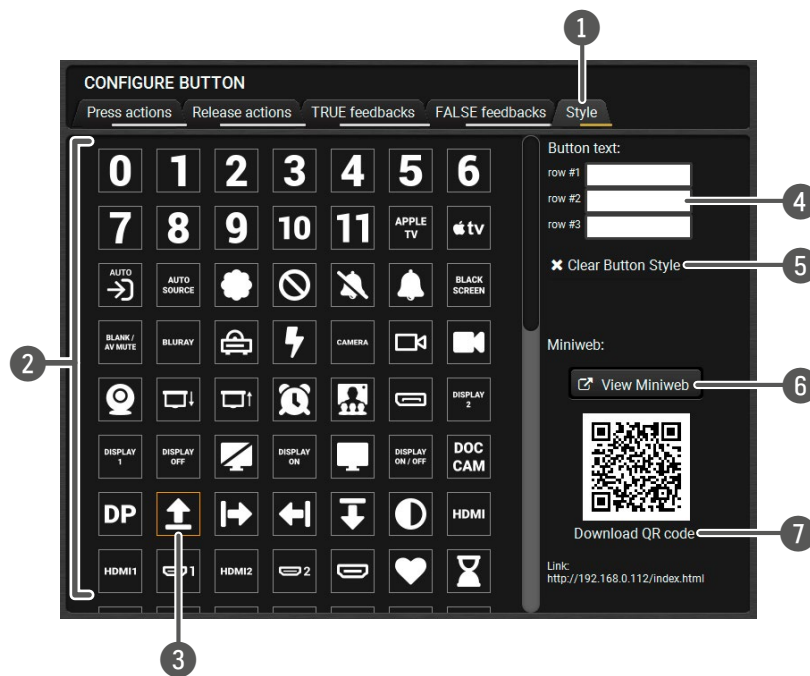 1
CONFIGURE BUTTON
Press actions Release actions TRUE feedbacks FALSE feedbacks Style
Button text:
row #1
row #2
row #3
4
Clear Button Style
5
Miniweb:
View Miniweb
6
Download QR code
7
Link:
http://192.168.0.112/index.html
2
0 1 2 3 4 5 6
7 8 9 10 11 APPLE TV tv
AUTO AUTO SOURCE BLACK SCREEN
BLANK / AV MUTE BLURAY CAMERA
DISPLAY 2
DISPLAY 1 DISPLAY OFF DISPLAY ON DISPLAY ON / OFF DOC CAM
DP HDMI
HDMI1 1 HDMI2 2
3